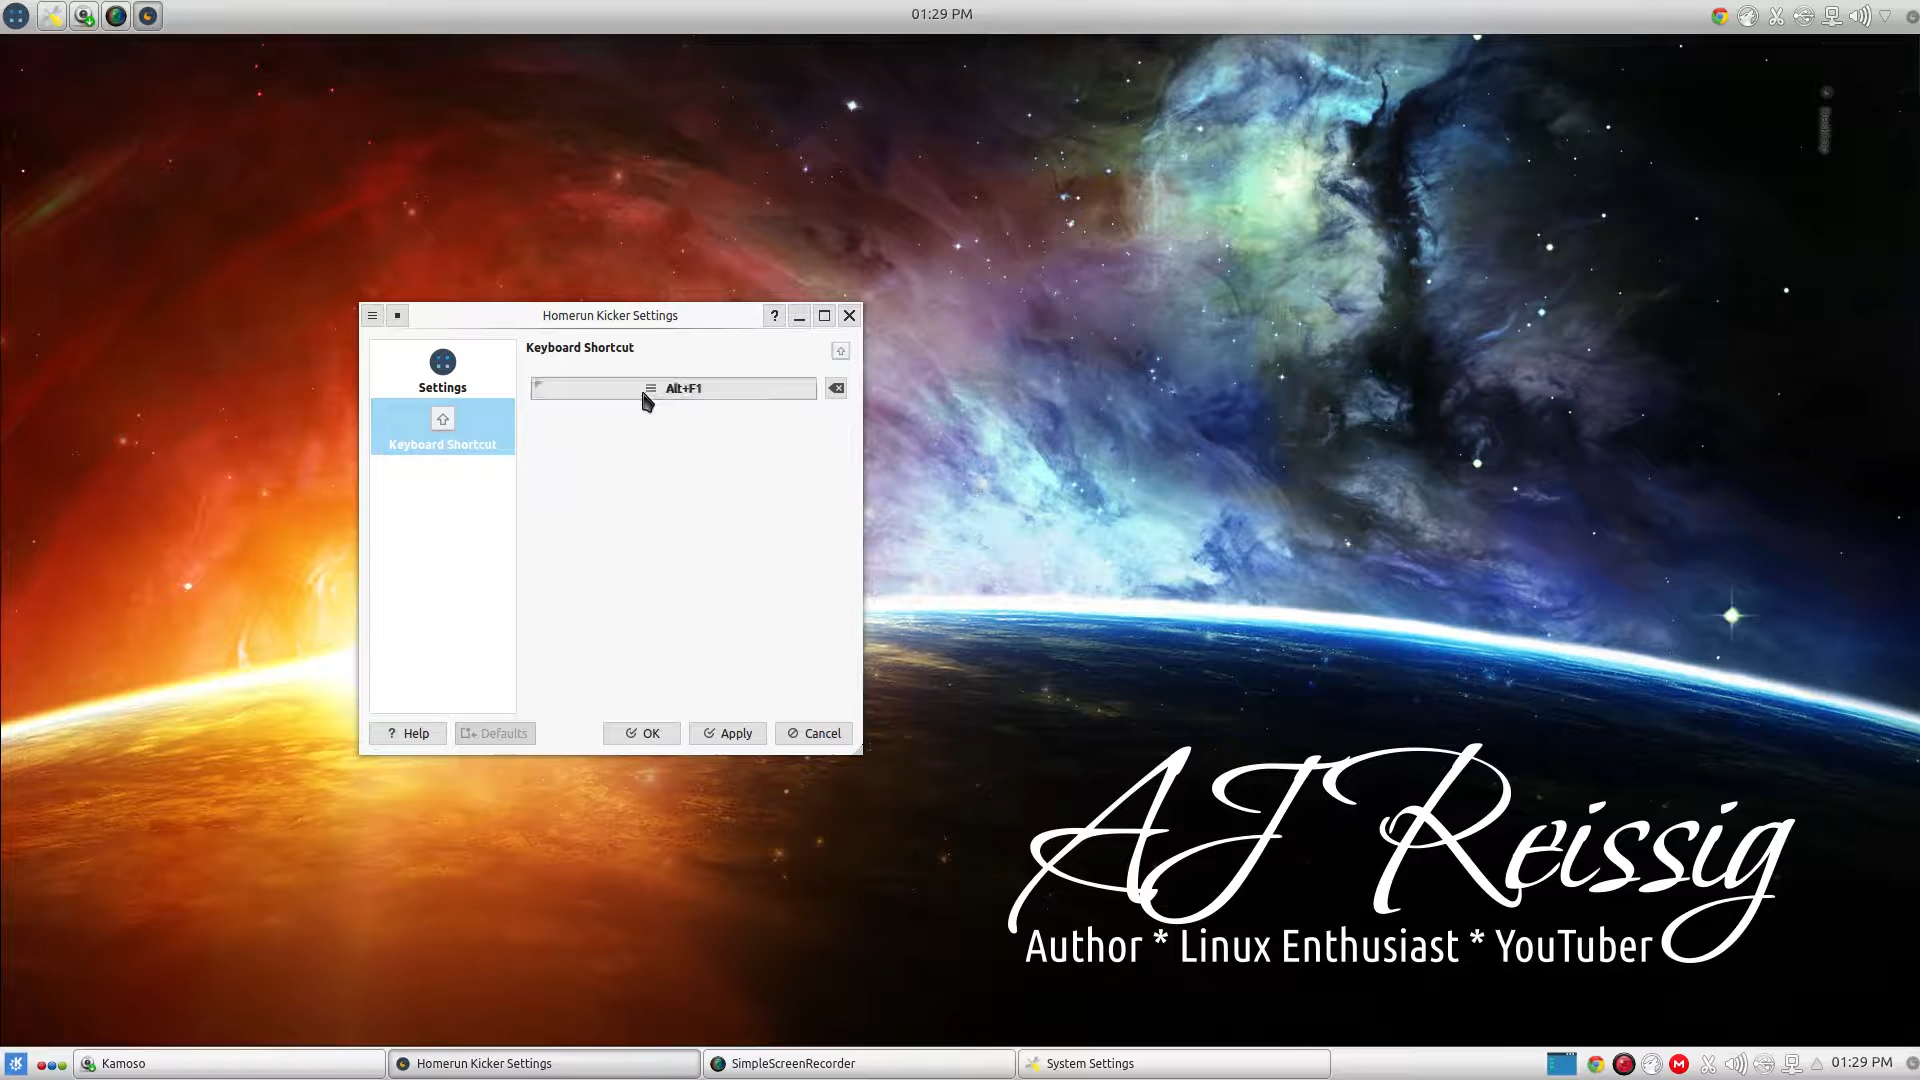 01:29 PM
Homerun Kicker Settings
?
Settings
Keyboard Shortcut
Keyboard Shortcut
Alt+F1
? Help
Defaults
OK
Apply
Cancel
AJ Reissig
Author * Linux Enthusiast * YouTuber
Kamoso
Homerun Kicker Settings
SimpleScreenRecorder
System Settings
01:29 PM